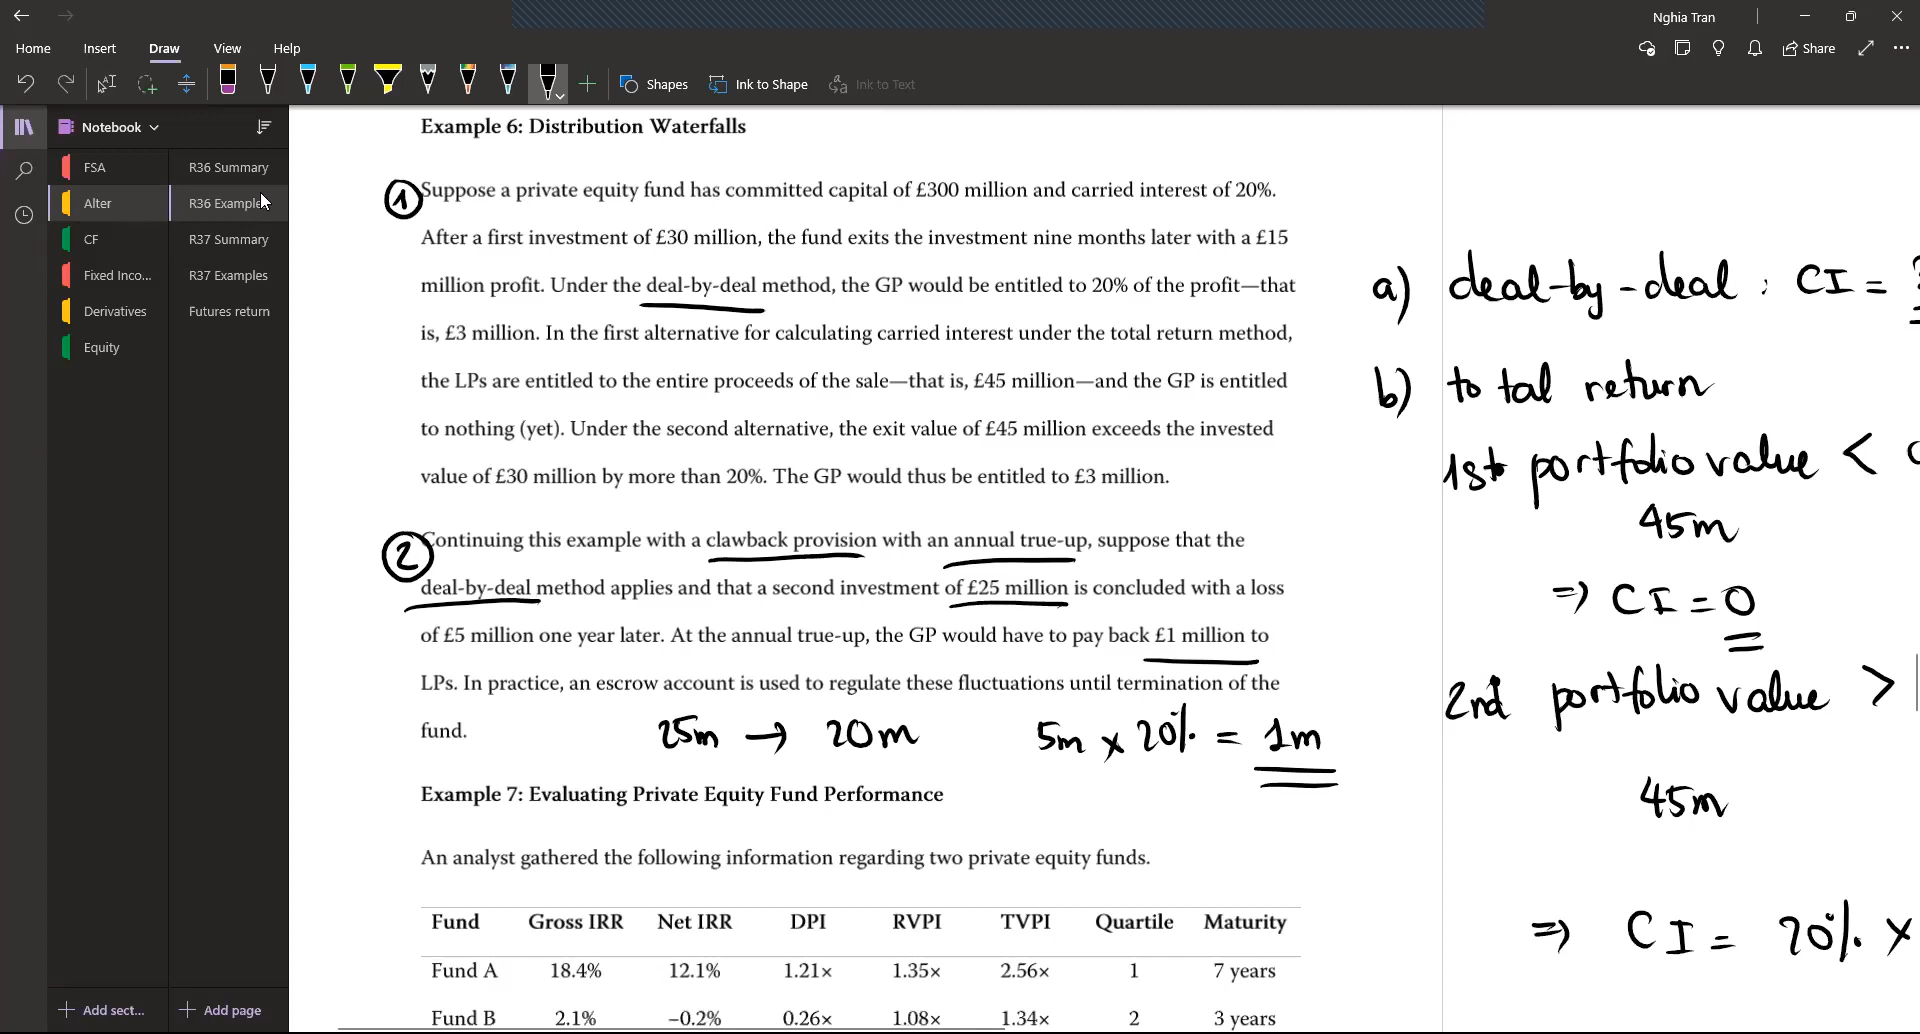 Nghia Tran
Home Insert Draw View Help
Share
Shapes Ink to Shape Ink to Text
Notebook
FSA
Alter
CF
Fixed Inco...
Derivatives
Equity
Add sect...
R36 Summary
R36 Example
R37 Summary
R37 Examples
Futures return
Add page
Example 6: Distribution Waterfalls
1 Suppose a private equity fund has committed capital of £300 million and carried interest of 20%.
After a first investment of £30 million, the fund exits the investment nine months later with a £15
million profit. Under the deal-by-deal method, the GP would be entitled to 20% of the profit—that
is, £3 million. In the first alternative for calculating carried interest under the total return method,
the LPs are entitled to the entire proceeds of the sale—that is, £45 million—and the GP is entitled
to nothing (yet). Under the second alternative, the exit value of £45 million exceeds the invested
value of £30 million by more than 20%. The GP would thus be entitled to £3 million.
2 Continuing this example with a clawback provision with an annual true-up, suppose that the
deal-by-deal method applies and that a second investment of £25 million is concluded with a loss
of £5 million one year later. At the annual true-up, the GP would have to pay back £1 million to
LPs. In practice, an escrow account is used to regulate these fluctuations until termination of the
fund.
25m → 20m 5m × 20% = 1m
Example 7: Evaluating Private Equity Fund Performance
An analyst gathered the following information regarding two private equity funds.
Fund Gross IRR Net IRR DPI RVPI TVPI Quartile Maturity
Fund A 18.4% 12.1% 1.21× 1.35× 2.56× 1 7 years
Fund B 2.1% −0.2% 0.26× 1.08× 1.34× 2 3 years
a) deal-by-deal : CI =
b) total return
1st portfolio value <
45m
⇒ CI = 0
2nd portfolio value >
45m
⇒ CI = 20% ×